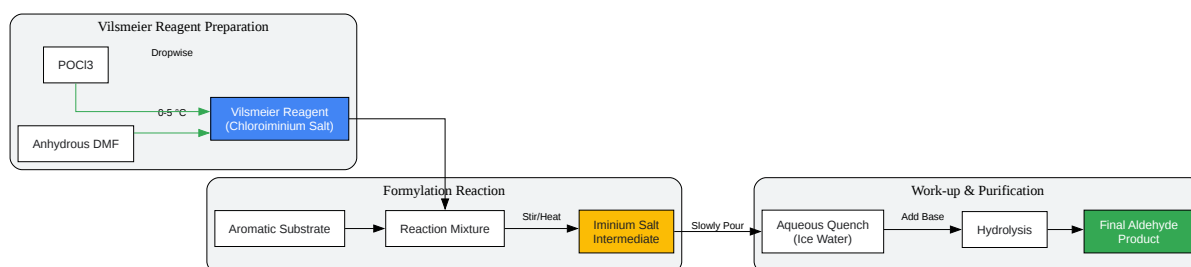 Vilsmeier Reagent Preparation
POCl3
Dropwise
0-5 °C
Anhydrous DMF
Vilsmeier Reagent
(Chloroiminium Salt)
Formylation Reaction
Aromatic Substrate
Reaction Mixture
Stir/Heat
Iminium Salt
Intermediate
Slowly Pour
Work-up & Purification
Aqueous Quench
(Ice Water)
Add Base
Hydrolysis
Final Aldehyde
Product